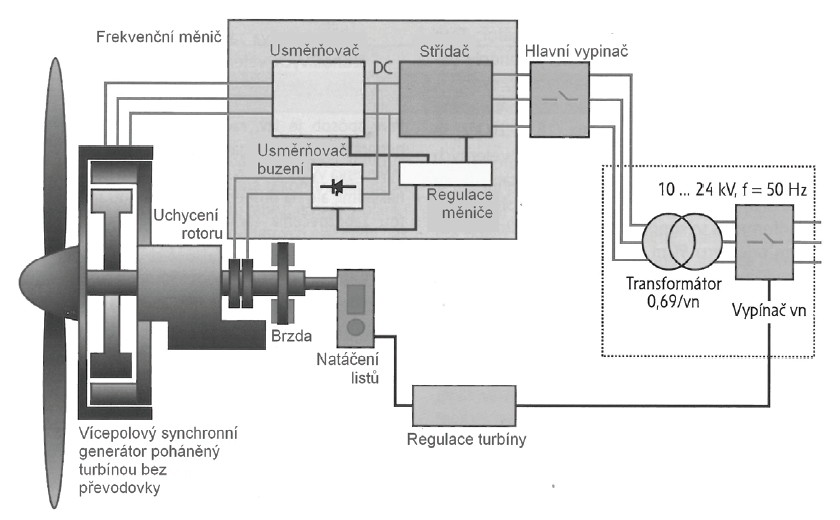 Frekvenční měnič
Usměrňovač
DC
Střídač
Hlavní vypinač
Usměrňovač
buzení
Regulace
měniče
10 ... 24 kV, f = 50 Hz
Uchycení
rotoru
Transformátor
0,69/vn
Vypínač vn
Brzda
Natáčení
listů
Regulace turbíny
Vícepolový synchronní
generátor poháněný
turbínou bez
převodovky